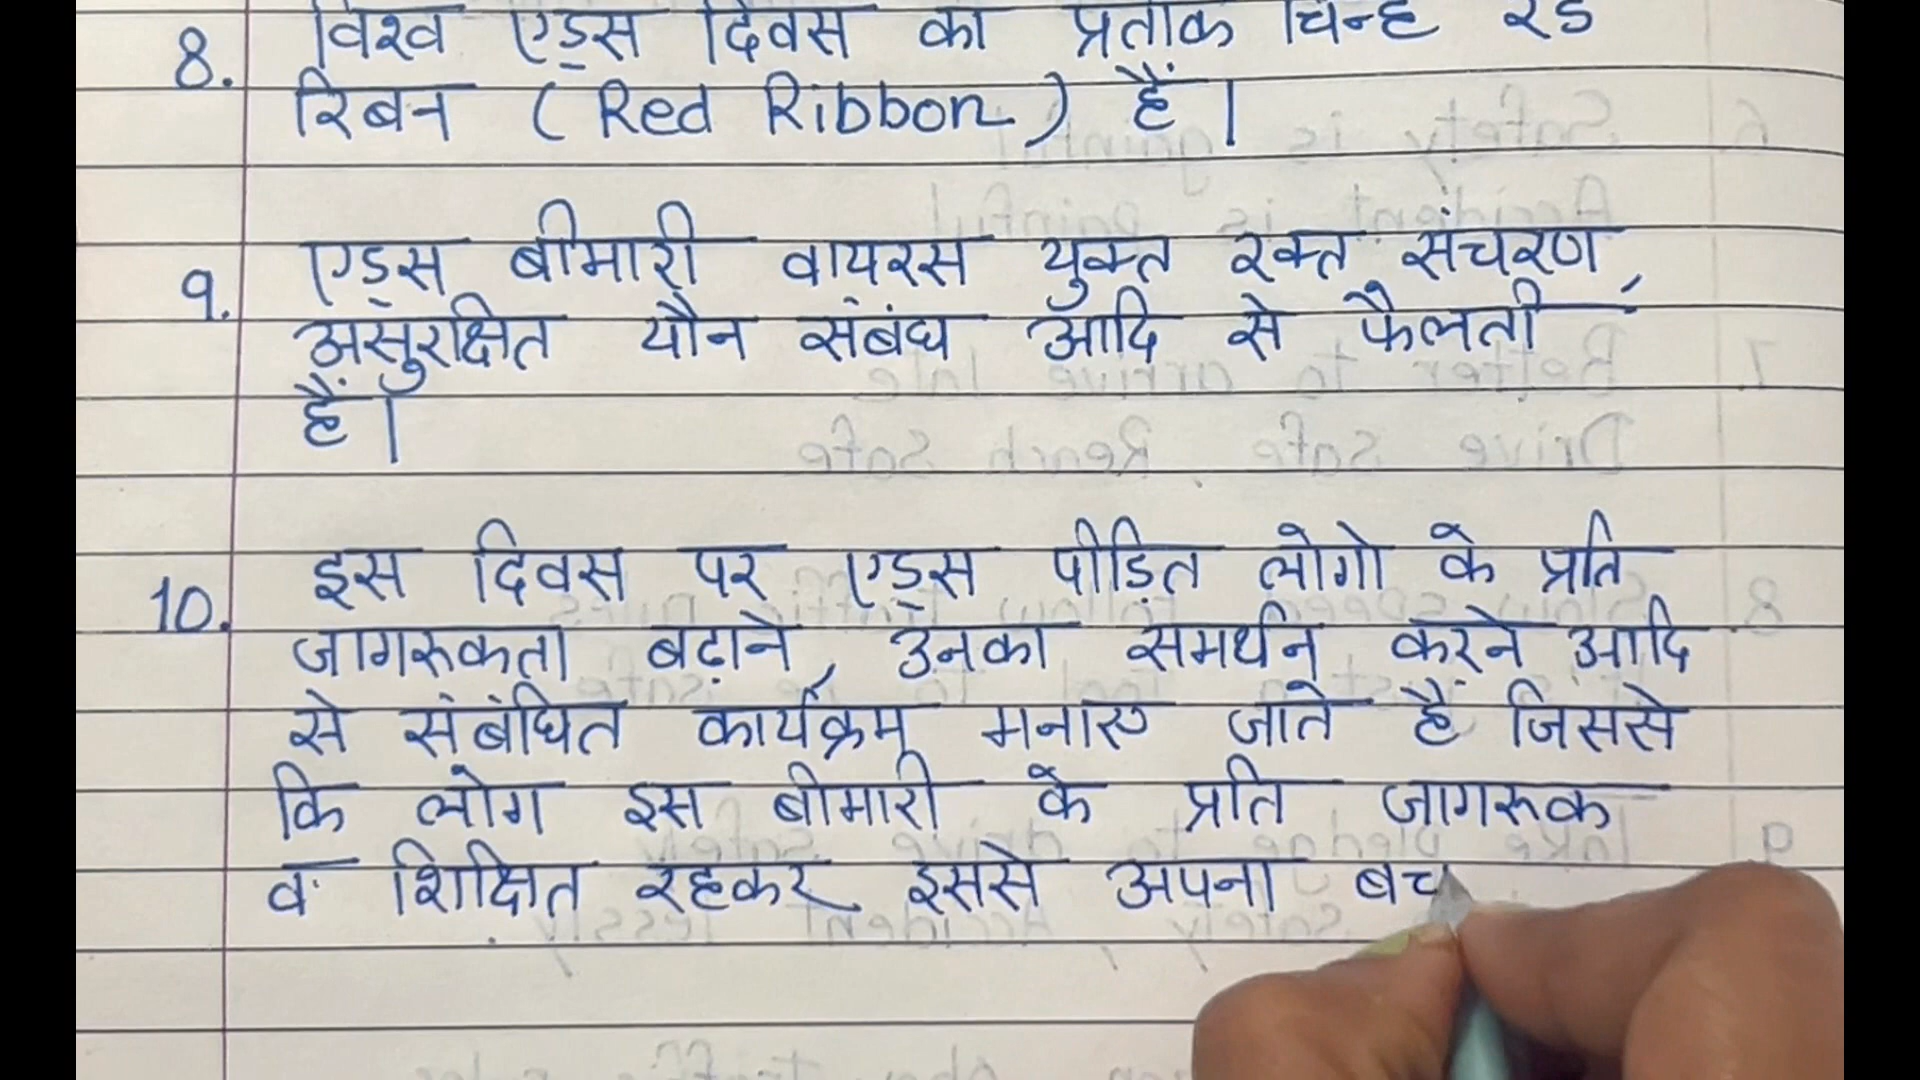 8. विश्व एड्स दिवस का प्रतीक चिन्ह रेड
रिबन (Red Ribbon) हैं।
9. एड्स बीमारी वायरस युक्त रक्त संचरण,
असुरक्षित यौन संबंध आदि से फैलती
हैं।
10. इस दिवस पर एड्स पीड़ित लोगो के प्रति
जागरूकता बढ़ाने, उनका समर्थन करने आदि
से संबंधित कार्यक्रम मनाए जाते हैं जिससे
कि लोग इस बीमारी के प्रति जागरूक
व शिक्षित रहकर इससे अपना बच